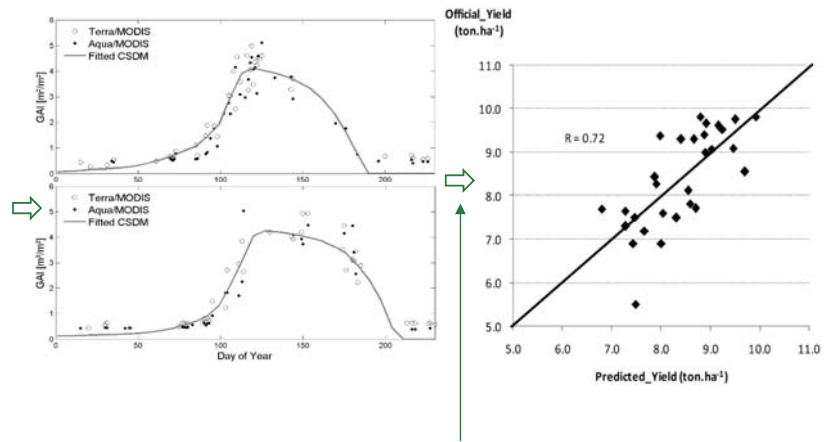 Terra/MODIS
Aqua/MODIS
Fitted CSDM
GAI [m²/m²]
6
5
4
3
2
1
0
0 50 100 150 200
Terra/MODIS
Aqua/MODIS
Fitted CSDM
GAI [m²/m²]
6
5
4
3
2
1
0
0 50 100 150 200
Day of Year
Official_Yield
(ton.ha⁻¹)
11.0
10.0
9.0
8.0
7.0
6.0
5.0
R = 0.72
5.0 6.0 7.0 8.0 9.0 10.0 11.0
Predicted_Yield (ton.ha⁻¹)